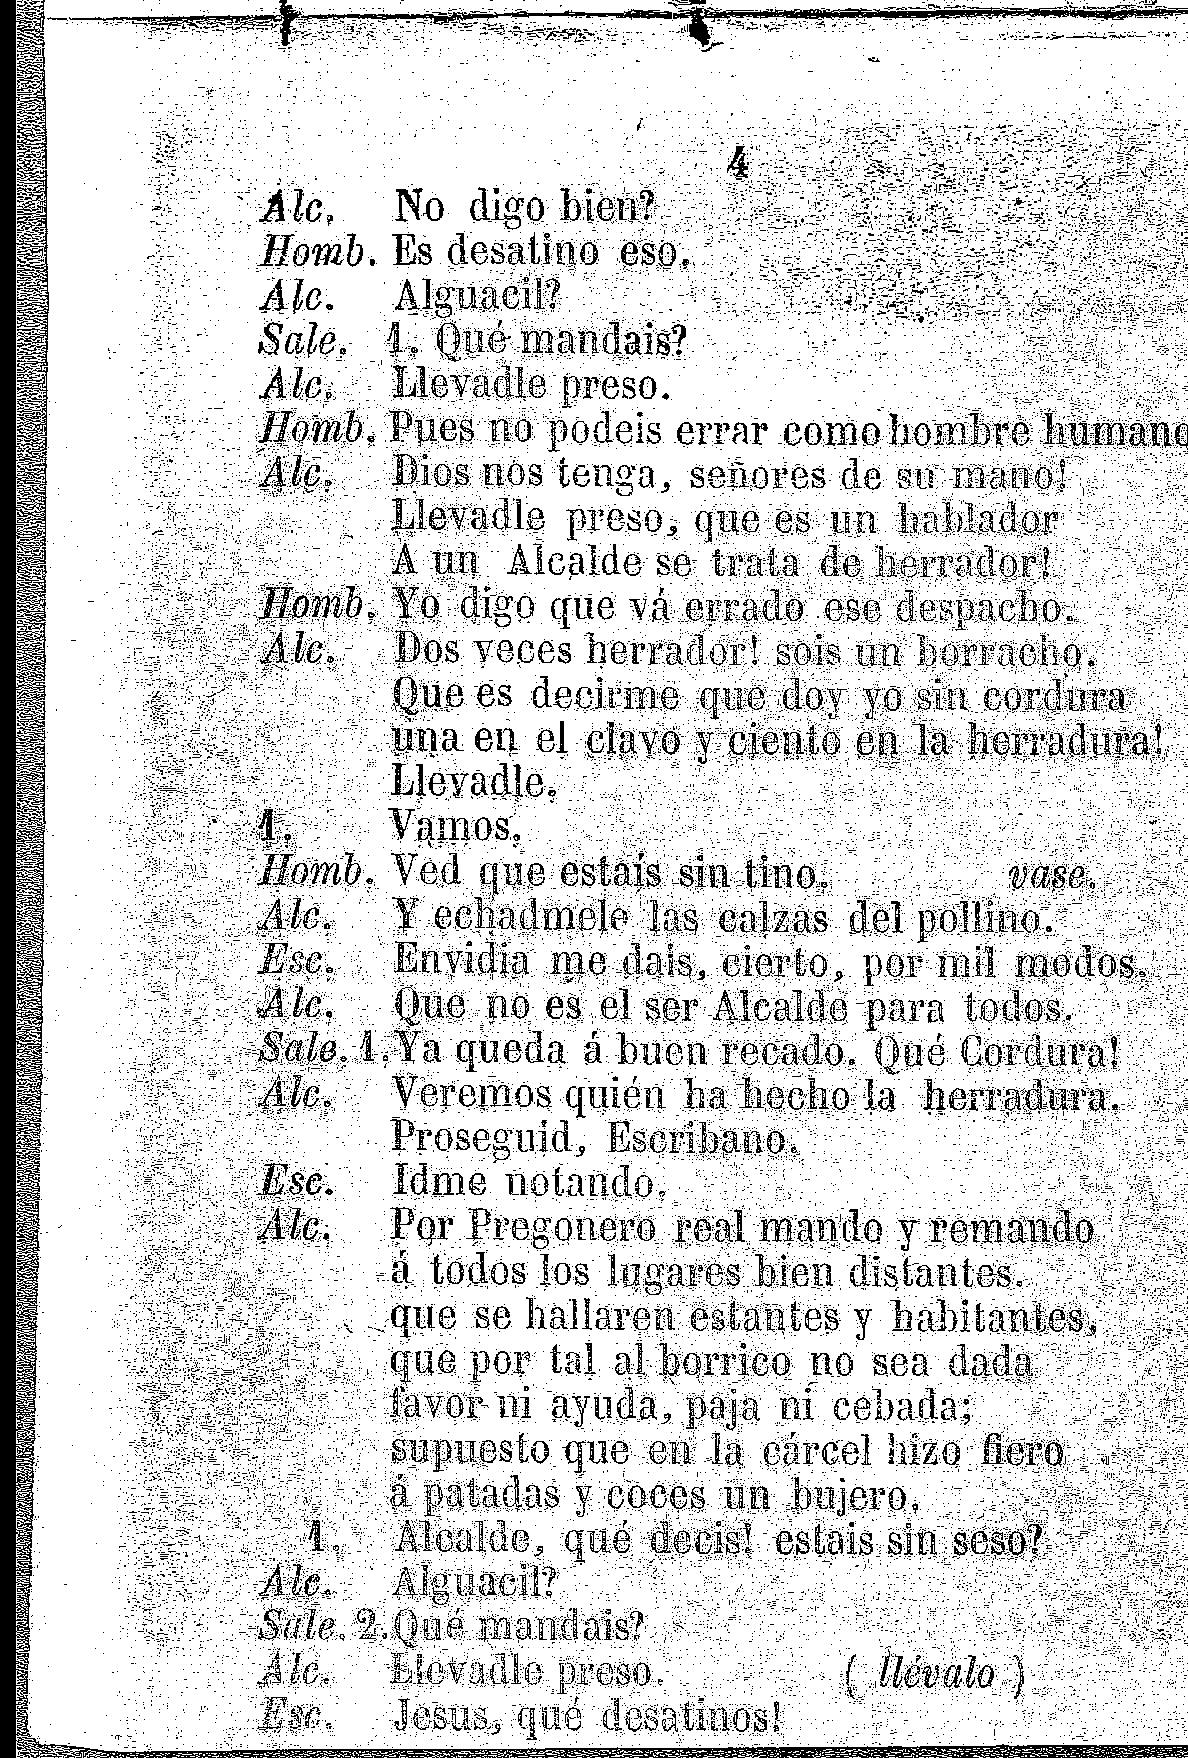 4
Alc. No digo bien?
Homb. Es desatino eso.
Alc. Alguacil?
Sale. 1. Qué mandais?
Alc. Llevadle preso.
Homb. Pues no podeis errar como hombre humano
Alc. Dios nos tenga, señores de su mano!
Llevadle preso, que es un hablador
A un Alcalde se trata de herrador!
Homb. Yo digo que vá errado ese despacho.
Alc. Dos veces herrador! sois un borracho.
Que es decirme que doy yo sin cordura
una en el clavo y ciento en la herradura!
Llevadle.
1. Vamos.
Homb. Ved que estais sin tino. vase.
Alc. Y echadmele las calzas del pollino.
Esc. Envidia me dais, cierto, por mil modos.
Alc. Que no es el ser Alcalde para todos.
Sale. 1. Ya queda á buen recado. Qué Cordura!
Alc. Veremos quién ha hecho la herradura.
Proseguid, Escribano.
Esc. Idme notando.
Alc. Por Pregonero real mando y remando
á todos los lugares bien distantes.
que se hallaren estantes y habitantes,
que por tal al borrico no sea dada
favor ni ayuda, paja ni cebada;
supuesto que en la cárcel hizo fiero
á patadas y coces un bujero.
1. Alcalde, qué decis! estais sin seso?
Alc. Alguacil?
Sale. 2. Qué mandais?
Alc. Llevadle preso. ( llévalo )
Esc. Jesus, qué desatinos!